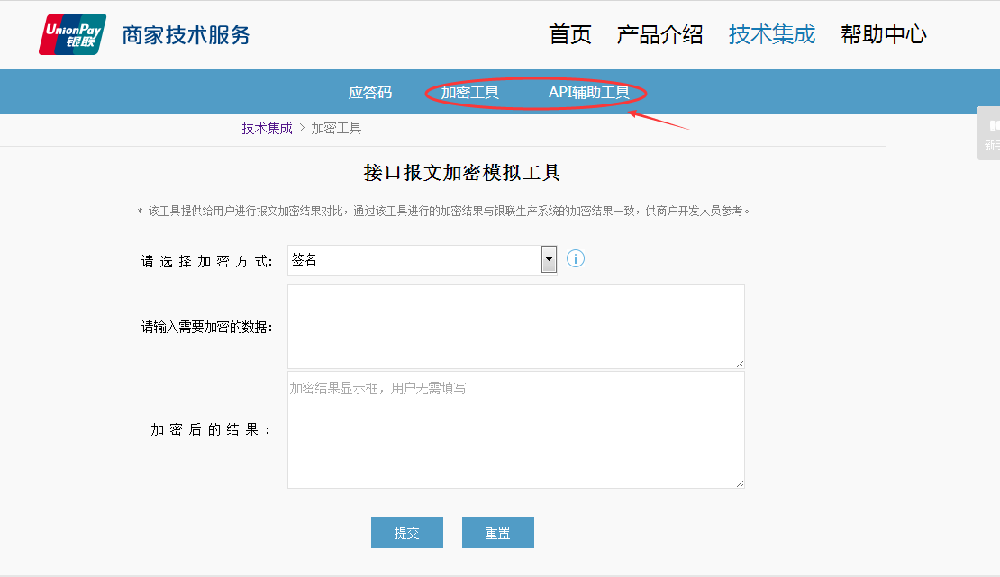 UnionPay
银联
商家技术服务
首页 产品介绍 技术集成 帮助中心
应答码 加密工具 API辅助工具
技术集成 > 加密工具
新手
接口报文加密模拟工具
* 该工具提供给用户进行报文加密结果对比，通过该工具进行的加密结果与银联生产系统的加密结果一致，供商户开发人员参考。
请选择加密方式: 签名
请输入需要加密的数据:
加密结果显示框，用户无需填写
加密后的结果:
提交 重置